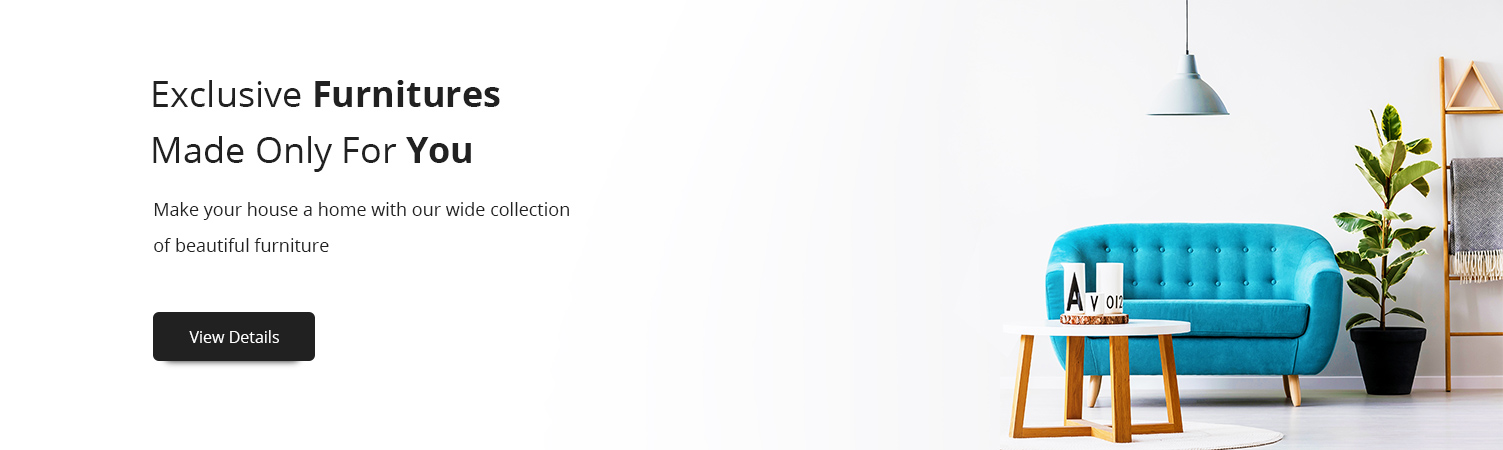 Exclusive Furnitures
Made Only For You
Make your house a home with our wide collection
of beautiful furniture
View Details
A
V
012